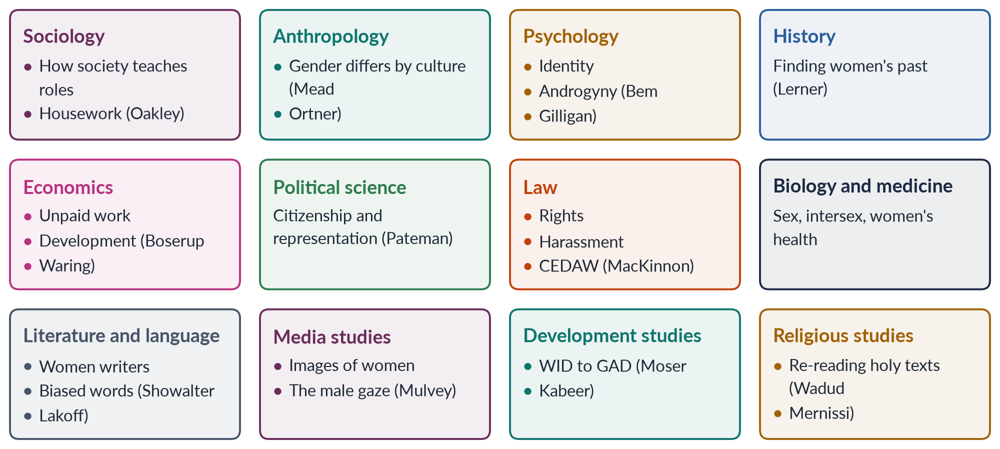 Sociology
How society teaches
roles
Housework (Oakley)
Anthropology
Gender differs by culture
(Mead
Ortner)
Psychology
Identity
Androgyny (Bem
Gilligan)
History
Finding women's past
(Lerner)
Economics
Unpaid work
Development (Boserup
Waring)
Political science
Citizenship and
representation (Pateman)
Law
Rights
Harassment
CEDAW (MacKinnon)
Biology and medicine
Sex, intersex, women's
health
Literature and language
Women writers
Biased words (Showalter
Lakoff)
Media studies
Images of women
The male gaze (Mulvey)
Development studies
WID to GAD (Moser
Kabeer)
Religious studies
Re-reading holy texts
(Wadud
Mernissi)